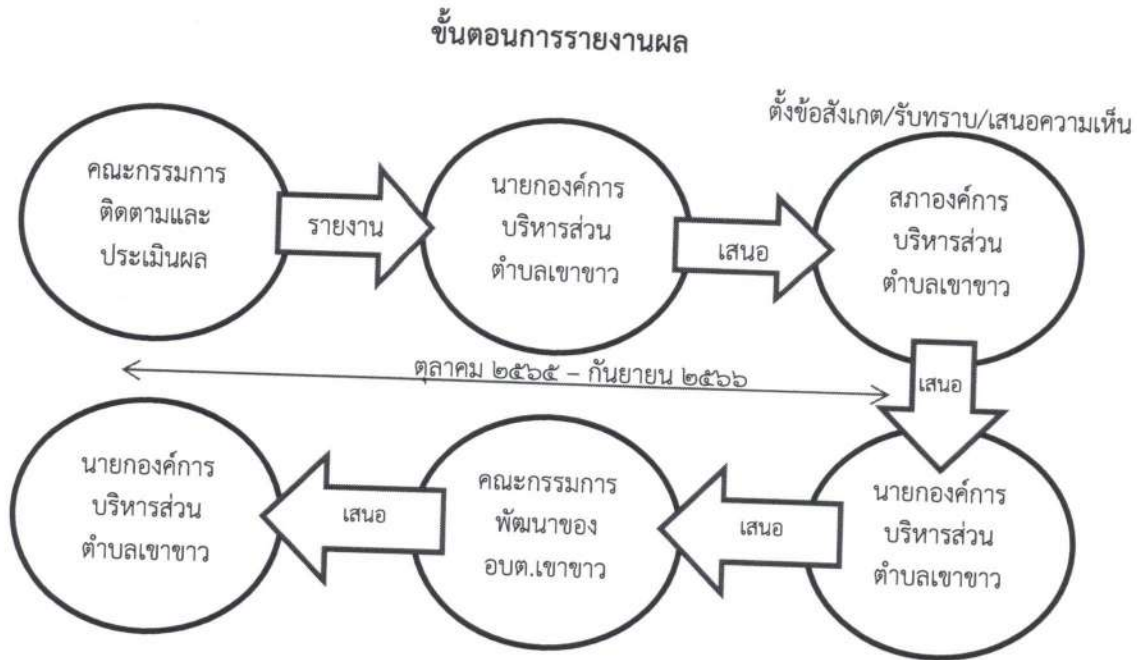 ขั้นตอนการรายงานผล
ตั้งข้อสังเกต/รับทราบ/เสนอความเห็น
คณะกรรมการ
ติดตามและ
ประเมินผล
รายงาน
นายกองค์การ
บริหารส่วน
ตำบลเขาขาว
เสนอ
สภาองค์การ
บริหารส่วน
ตำบลเขาขาว
เสนอ
ตุลาคม ๒๕๖๕ – กันยายน ๒๕๖๖
นายกองค์การ
บริหารส่วน
ตำบลเขาขาว
เสนอ
คณะกรรมการ
พัฒนาของ
อบต.เขาขาว
เสนอ
นายกองค์การ
บริหารส่วน
ตำบลเขาขาว